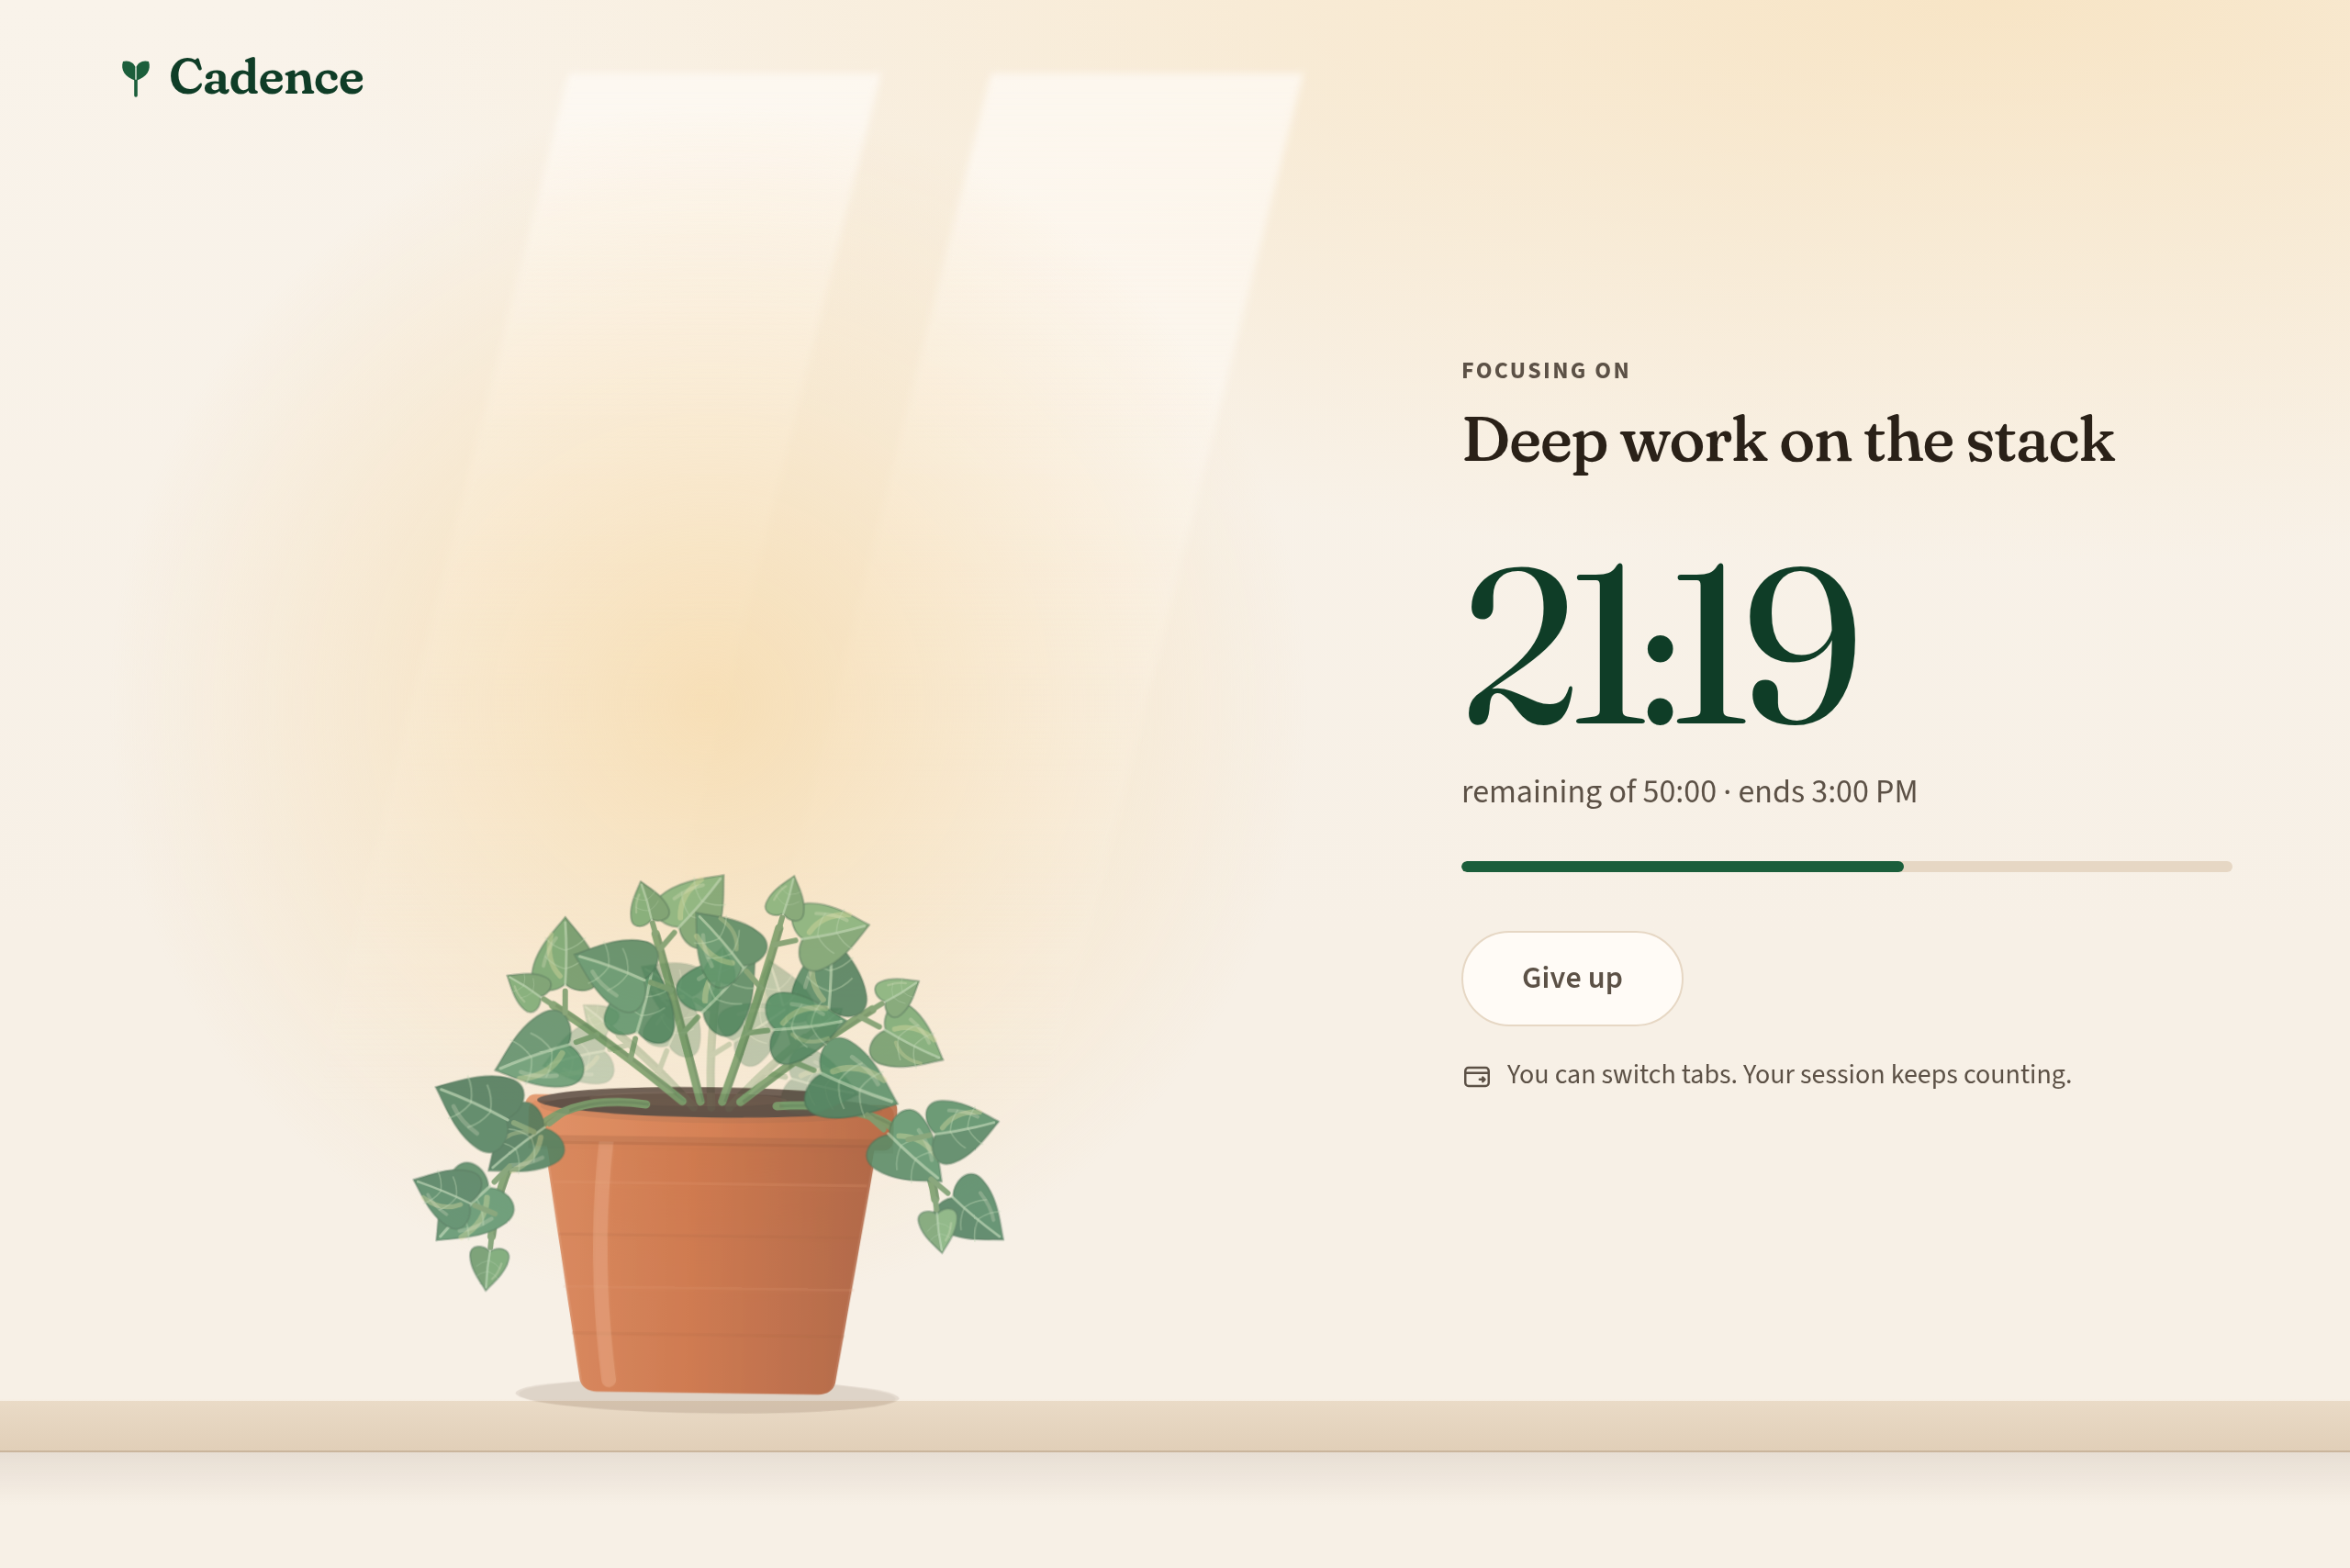 Cadence
FOCUSING ON
Deep work on the stack
21:19
remaining of 50:00 · ends 3:00 PM
Give up
You can switch tabs. Your session keeps counting.